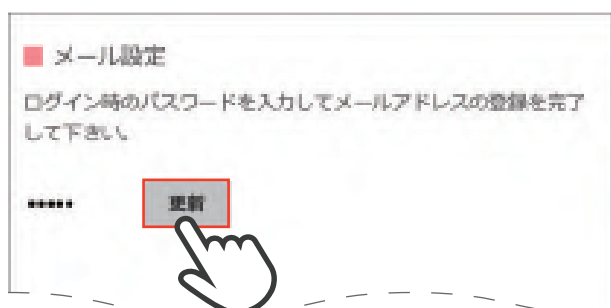 メール設定
ログイン時のパスワードを入力してメールアドレスの登録を完了
して下さい。
•••••
更新